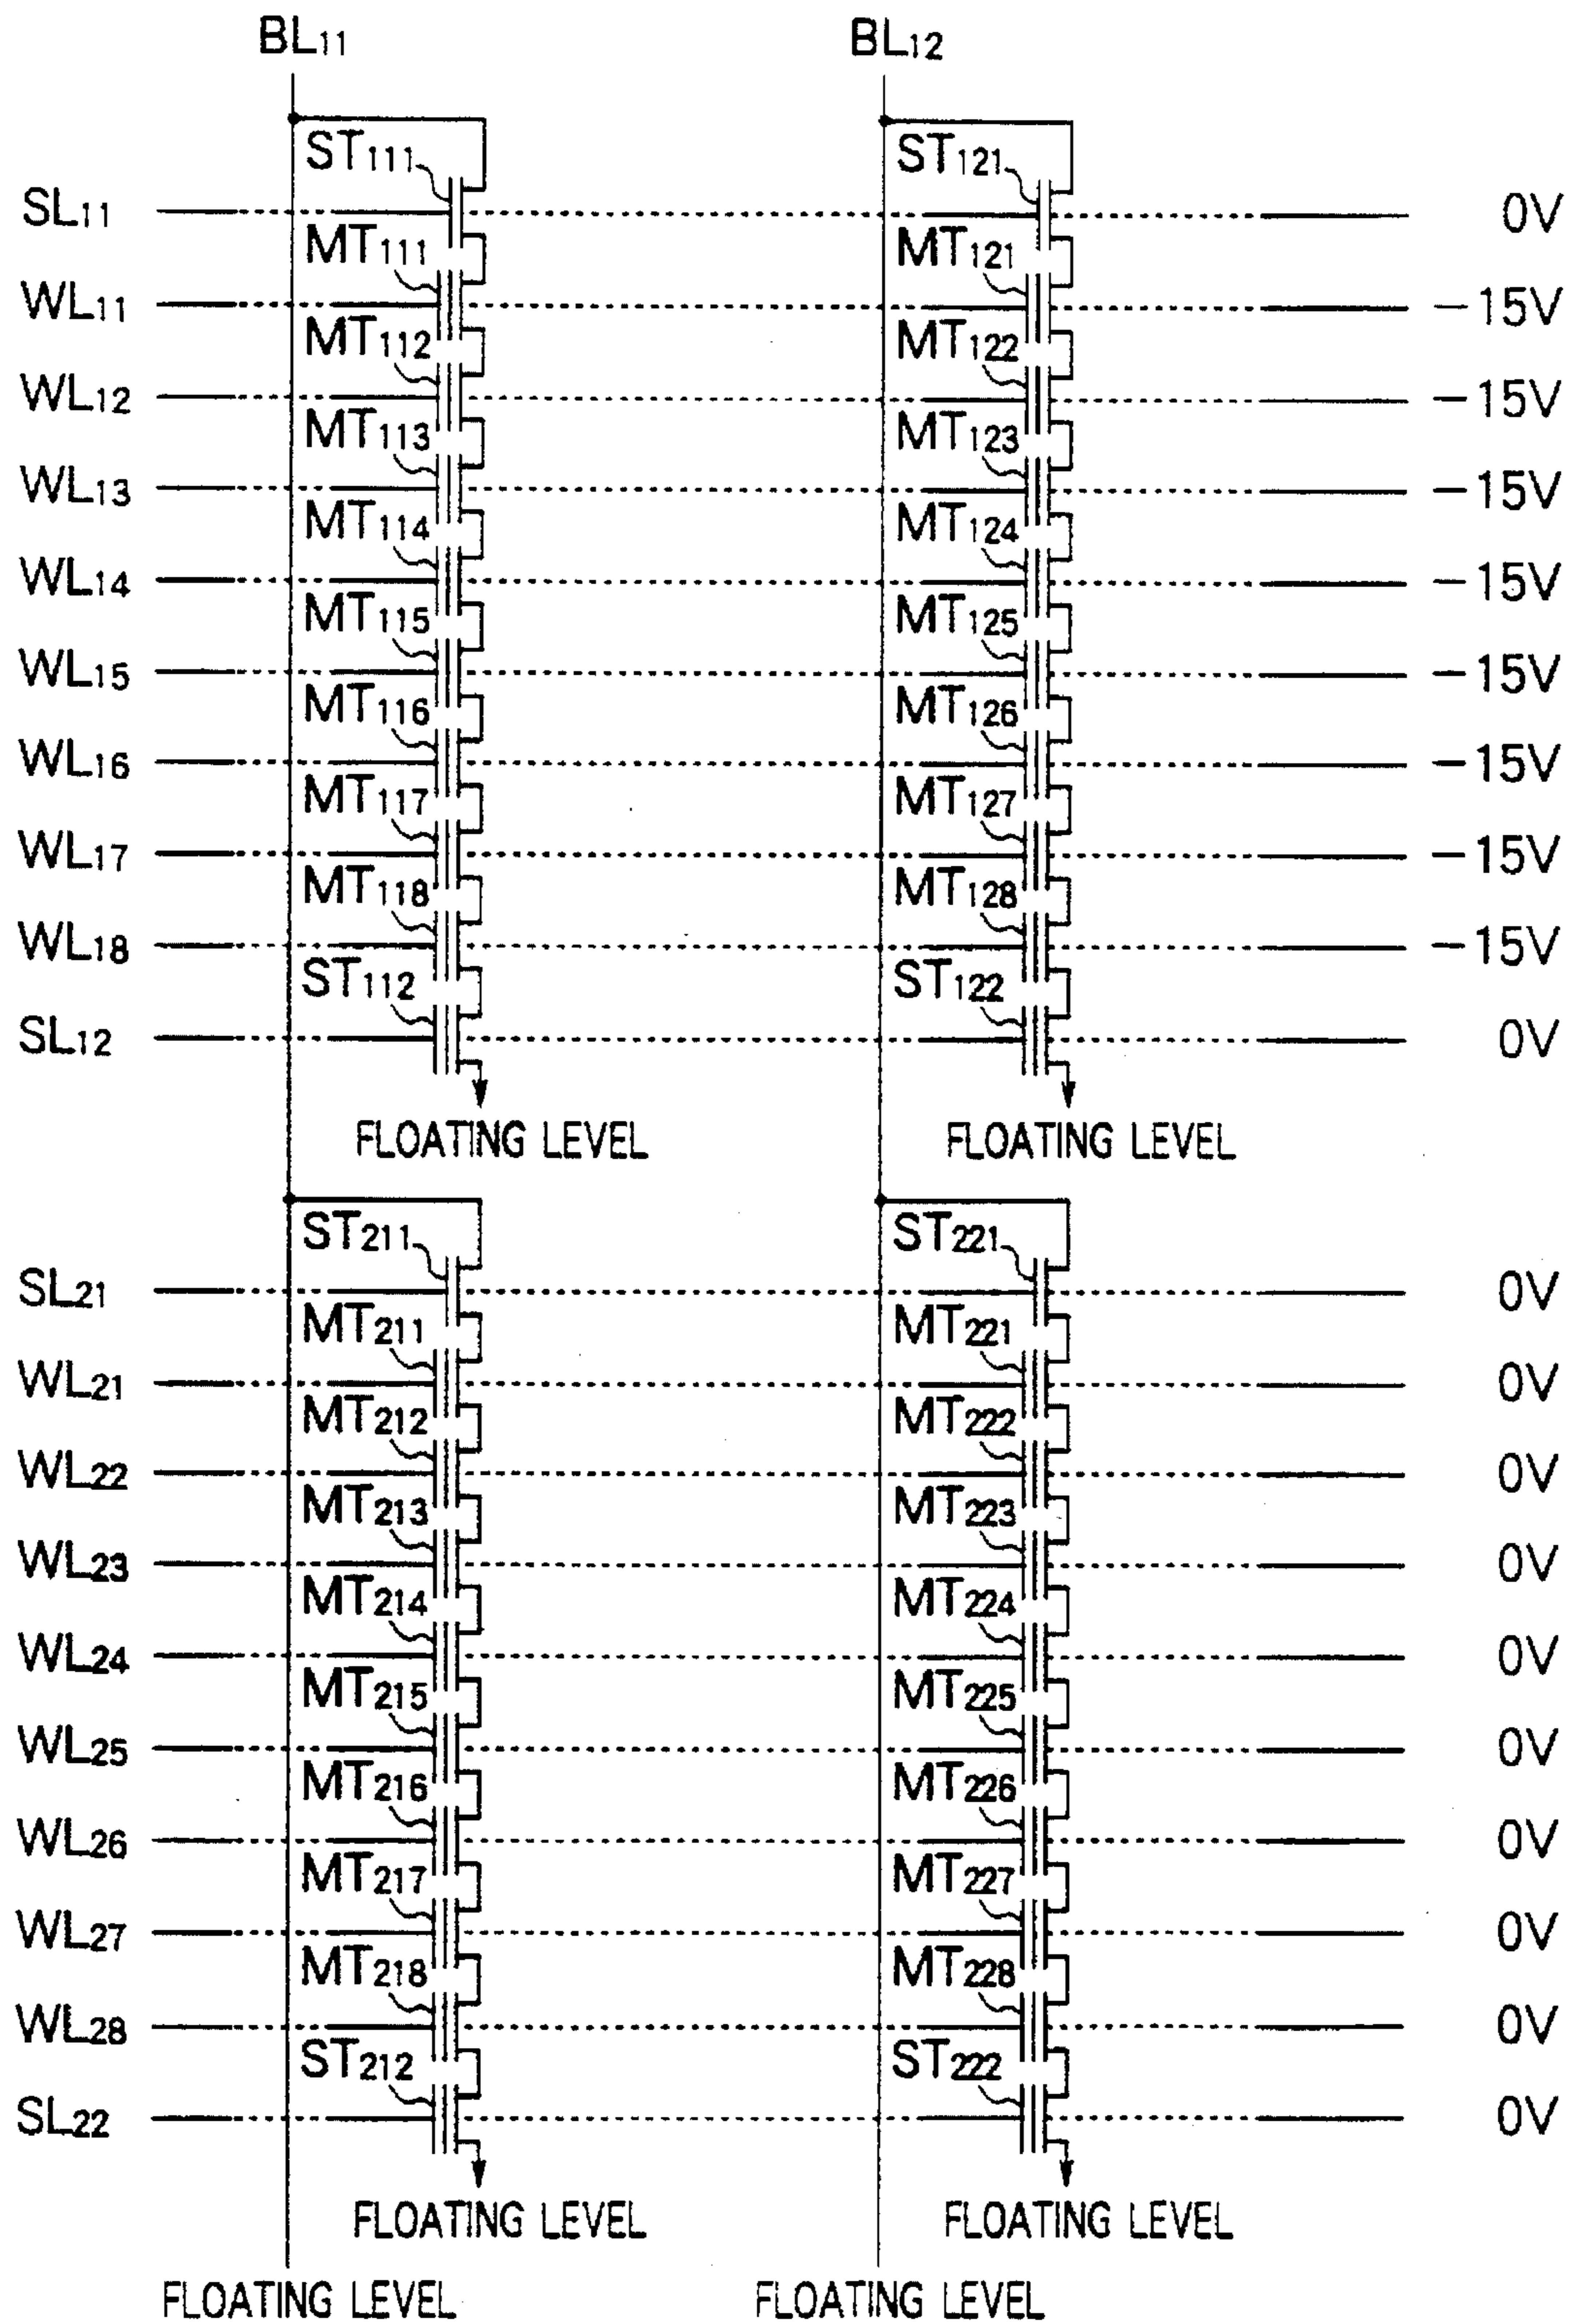 BL11 BL12
ST111 ST121
SL11 0V
MT111 MT121
WL11 -15V
MT112 MT122
WL12 -15V
MT113 MT123
WL13 -15V
MT114 MT124
WL14 -15V
MT115 MT125
WL15 -15V
MT116 MT126
WL16 -15V
MT117 MT127
WL17 -15V
MT118 MT128
WL18 -15V
ST112 ST122
SL12 0V
FLOATING LEVEL FLOATING LEVEL
ST211 ST221
SL21 0V
MT211 MT221
WL21 0V
MT212 MT222
WL22 0V
MT213 MT223
WL23 0V
MT214 MT224
WL24 0V
MT215 MT225
WL25 0V
MT216 MT226
WL26 0V
MT217 MT227
WL27 0V
MT218 MT228
WL28 0V
ST212 ST222
SL22 0V
FLOATING LEVEL FLOATING LEVEL
FLOATING LEVEL FLOATING LEVEL